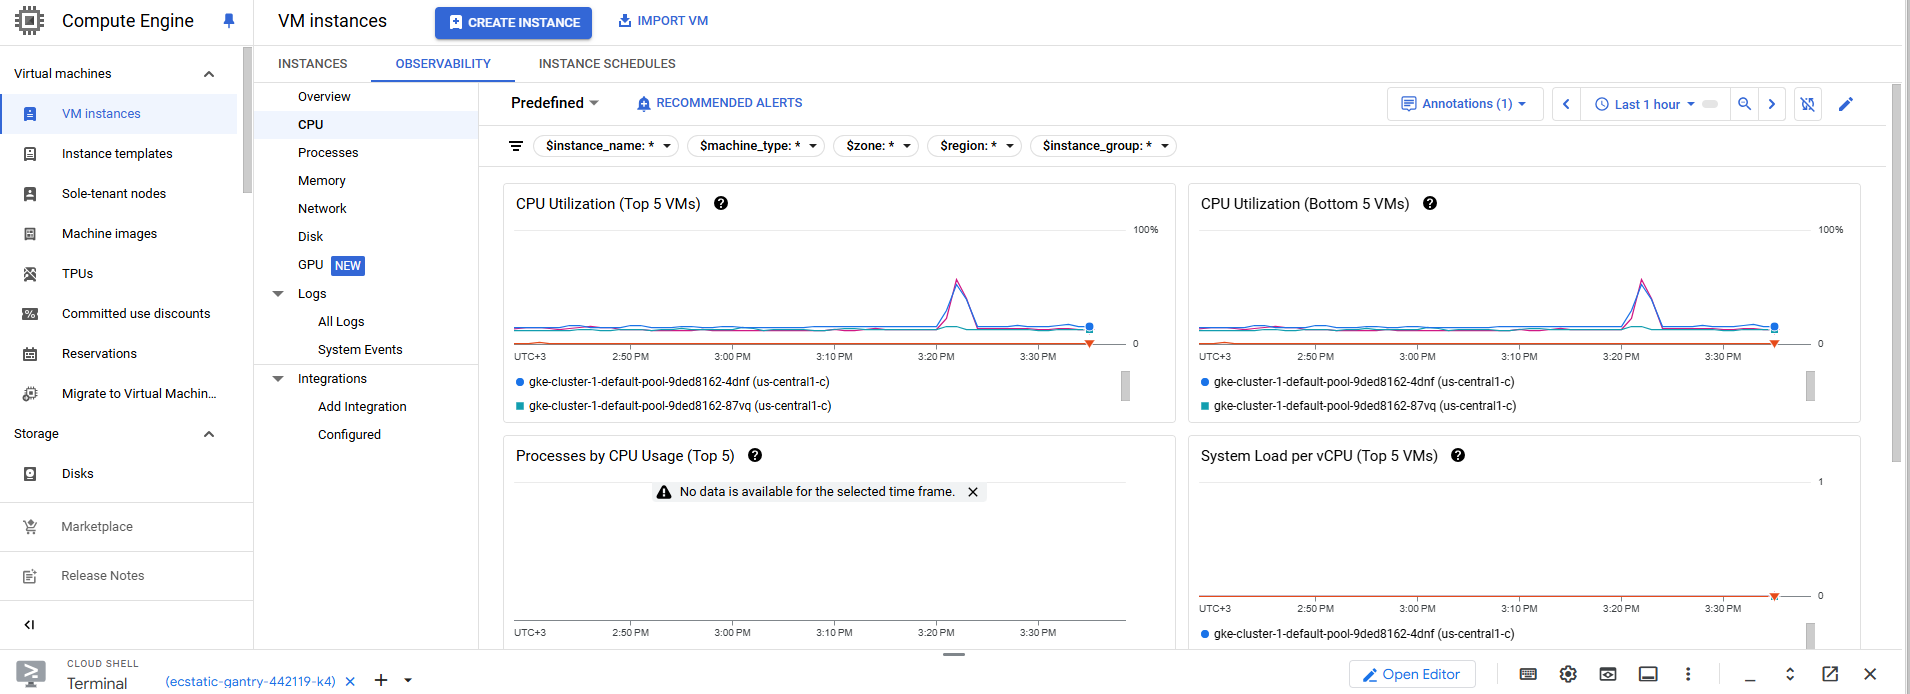 Compute Engine
VM instances
CREATE INSTANCE
IMPORT VM
INSTANCES
OBSERVABILITY
INSTANCE SCHEDULES
Virtual machines
VM instances
Instance templates
Sole-tenant nodes
Machine images
TPUs
Committed use discounts
Reservations
Migrate to Virtual Machin...
Storage
Disks
Marketplace
Release Notes
Overview
CPU
Processes
Memory
Network
Disk
GPU NEW
Logs
All Logs
System Events
Integrations
Add Integration
Configured
Predefined
RECOMMENDED ALERTS
Annotations (1)
Last 1 hour
$instance_name: *
$machine_type: *
$zone: *
$region: *
$instance_group: *
CPU Utilization (Top 5 VMs)
100%
0
UTC+3 2:50 PM 3:00 PM 3:10 PM 3:20 PM 3:30 PM
gke-cluster-1-default-pool-9ded8162-4dnf (us-central1-c)
gke-cluster-1-default-pool-9ded8162-87vq (us-central1-c)
CPU Utilization (Bottom 5 VMs)
100%
0
UTC+3 2:50 PM 3:00 PM 3:10 PM 3:20 PM 3:30 PM
gke-cluster-1-default-pool-9ded8162-4dnf (us-central1-c)
gke-cluster-1-default-pool-9ded8162-87vq (us-central1-c)
Processes by CPU Usage (Top 5)
No data is available for the selected time frame.
UTC+3 2:50 PM 3:00 PM 3:10 PM 3:20 PM 3:30 PM
System Load per vCPU (Top 5 VMs)
1
0
UTC+3 2:50 PM 3:00 PM 3:10 PM 3:20 PM 3:30 PM
gke-cluster-1-default-pool-9ded8162-4dnf (us-central1-c)
CLOUD SHELL
Terminal
(ecstatic-gantry-442119-k4)
Open Editor